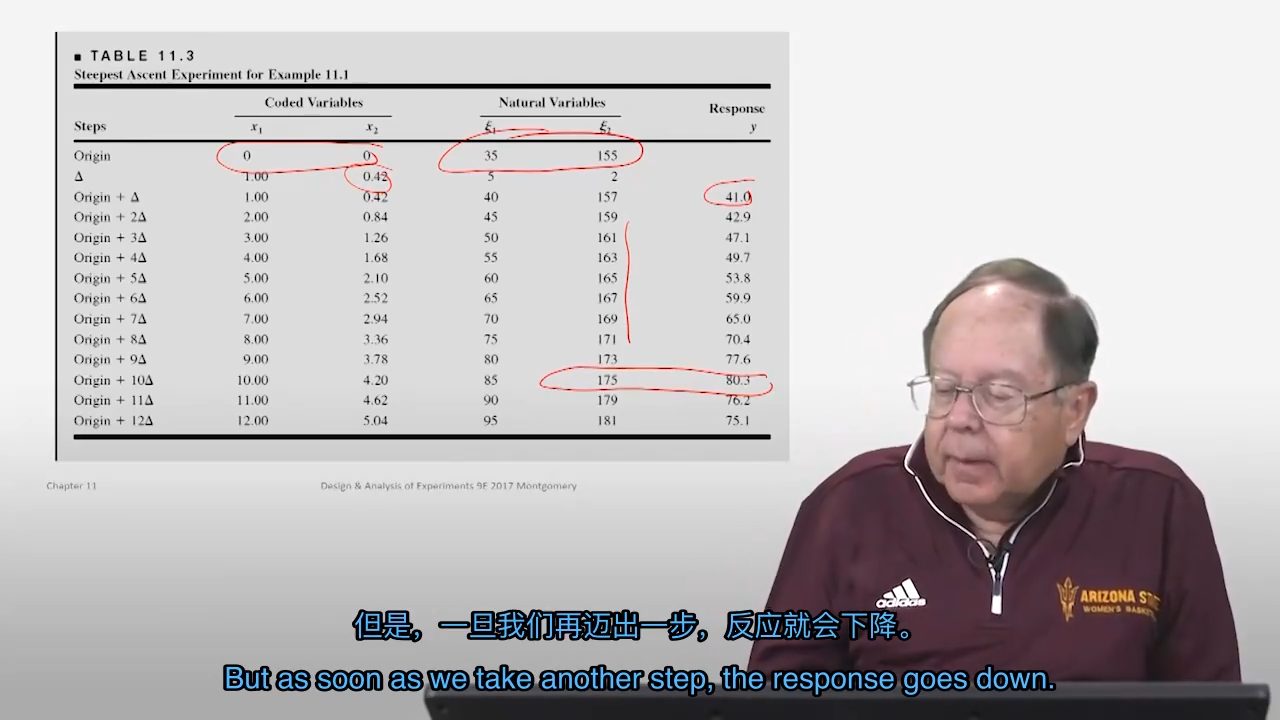 ■ TABLE 11.3
Steepest Ascent Experiment for Example 11.1
Coded Variables Natural Variables Response
Steps x₁ x₂ ξ₁ ξ₂ y
Origin 0 0 35 155
Δ 1.00 0.42 5 2
Origin + Δ 1.00 0.42 40 157 41.0
Origin + 2Δ 2.00 0.84 45 159 42.9
Origin + 3Δ 3.00 1.26 50 161 47.1
Origin + 4Δ 4.00 1.68 55 163 49.7
Origin + 5Δ 5.00 2.10 60 165 53.8
Origin + 6Δ 6.00 2.52 65 167 59.9
Origin + 7Δ 7.00 2.94 70 169 65.0
Origin + 8Δ 8.00 3.36 75 171 70.4
Origin + 9Δ 9.00 3.78 80 173 77.6
Origin + 10Δ 10.00 4.20 85 175 80.3
Origin + 11Δ 11.00 4.62 90 179 76.2
Origin + 12Δ 12.00 5.04 95 181 75.1
Chapter 11 Design & Analysis of Experiments 9E 2017 Montgomery
adidas
ARIZONA
WOMEN'S
但是，一旦我们再迈出一步，反应就会下降。
But as soon as we take another step, the response goes down.